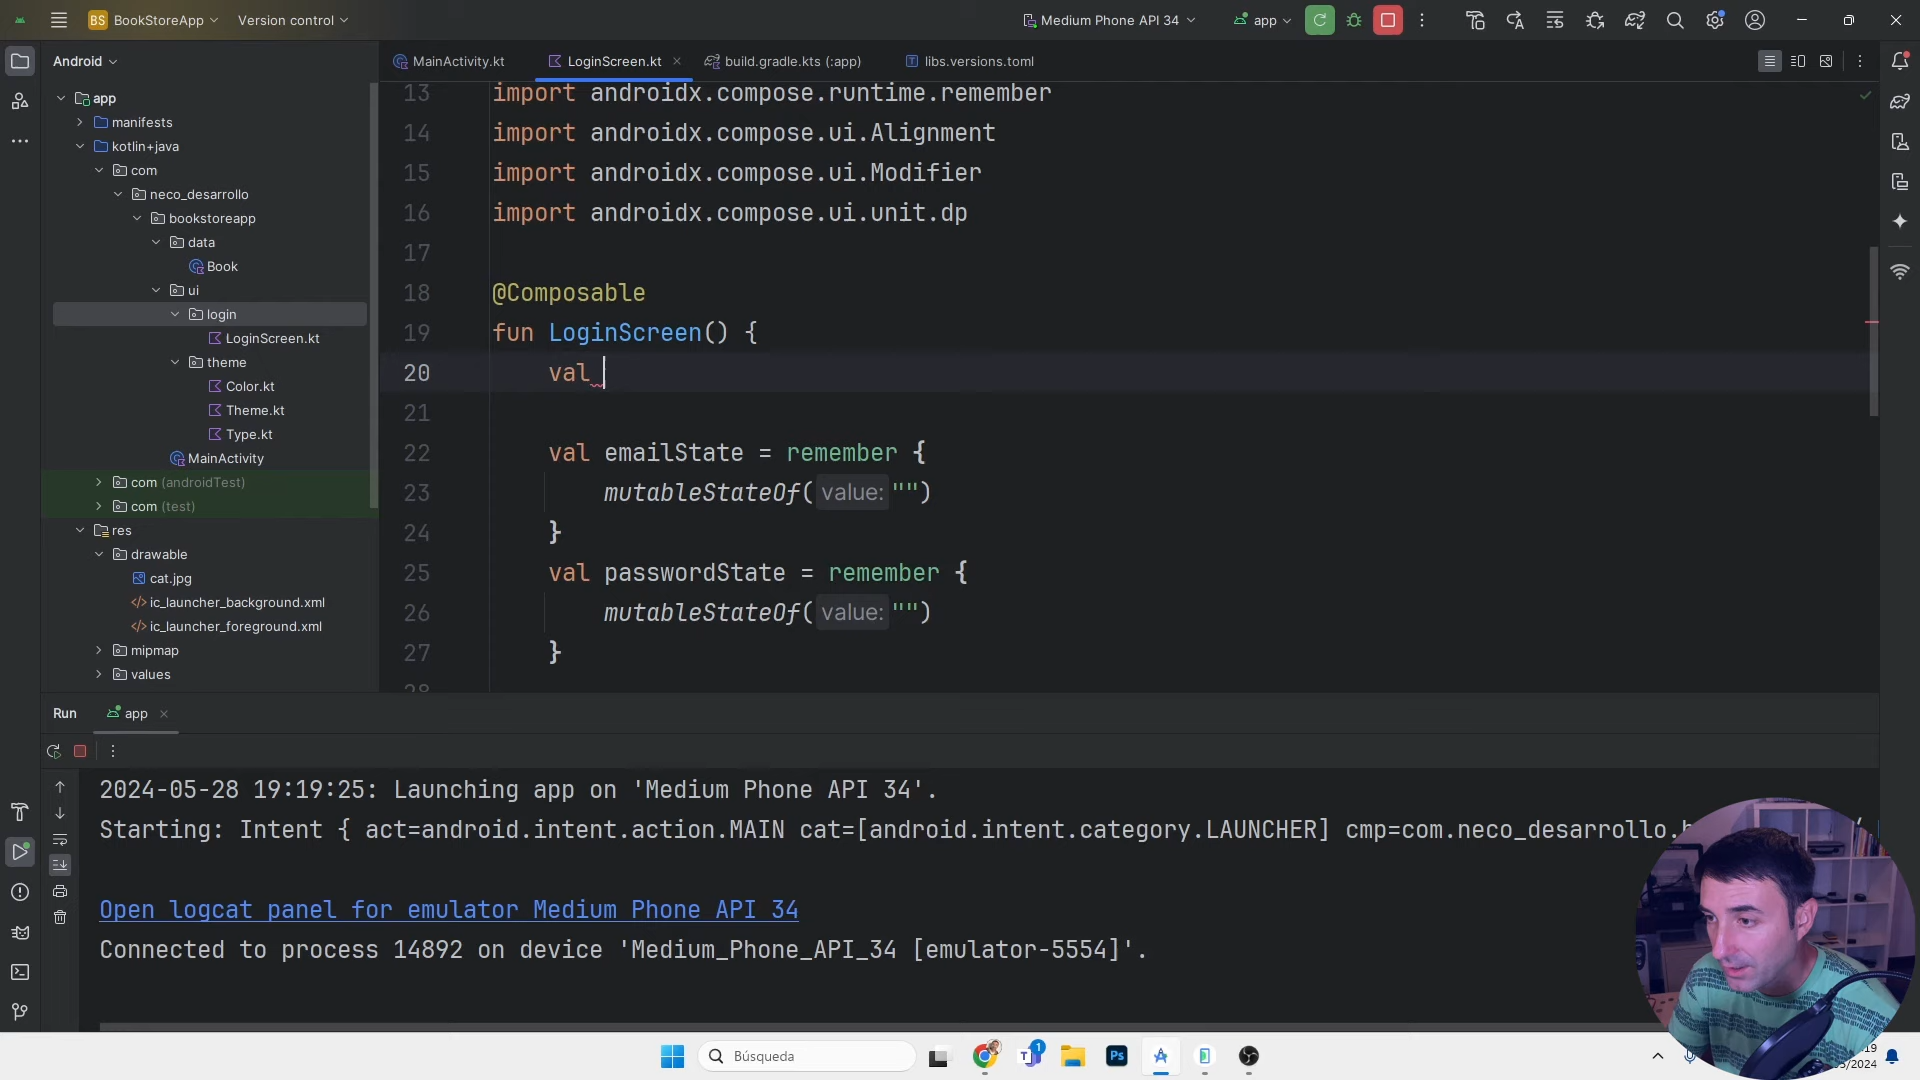 BS BookStoreApp Version control Medium Phone API 34 app
Android
MainActivity.kt LoginScreen.kt build.gradle.kts (:app) libs.versions.toml
app
manifests
kotlin+java
com
neco_desarrollo
bookstoreapp
data
Book
ui
login
LoginScreen.kt
theme
Color.kt
Theme.kt
Type.kt
MainActivity
com (androidTest)
com (test)
res
drawable
cat.jpg
ic_launcher_background.xml
ic_launcher_foreground.xml
mipmap
values
13 import androidx.compose.runtime.remember
14 import androidx.compose.ui.Alignment
15 import androidx.compose.ui.Modifier
16 import androidx.compose.ui.unit.dp
17
18 @Composable
19 fun LoginScreen() {
20 val
21
22 val emailState = remember {
23 mutableStateOf(value: "")
24 }
25 val passwordState = remember {
26 mutableStateOf(value: "")
27 }
28
Run app
2024-05-28 19:19:25: Launching app on 'Medium Phone API 34'.
Starting: Intent { act=android.intent.action.MAIN cat=[android.intent.category.LAUNCHER] cmp=com.neco_desarrollo.
Open logcat panel for emulator Medium Phone API 34
Connected to process 14892 on device 'Medium_Phone_API_34 [emulator-5554]'.
Búsqueda
T
1
Ps
19
/2024